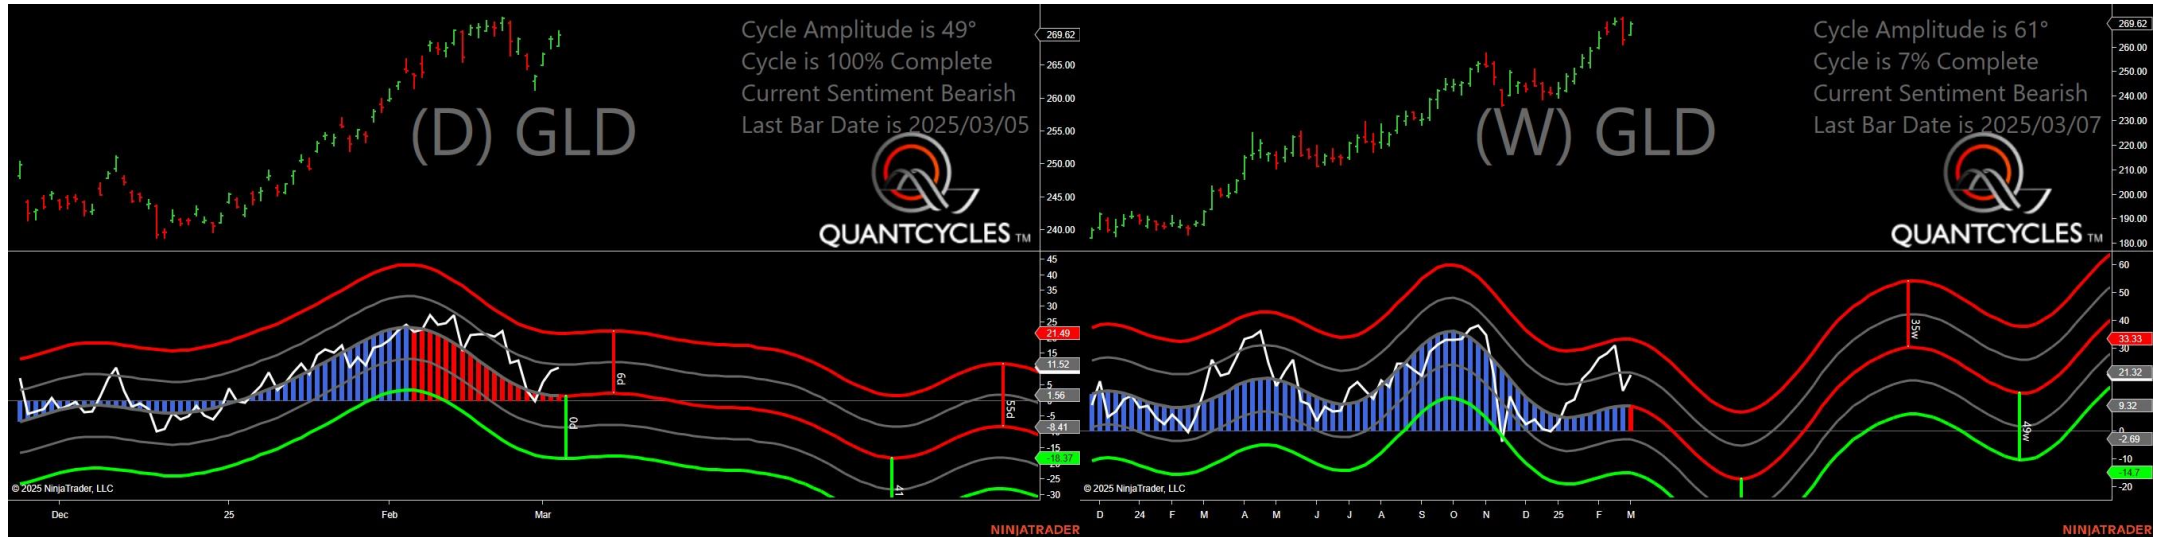 Cycle Amplitude is 49°
Cycle is 100% Complete
Current Sentiment Bearish
Last Bar Date is 2025/03/05
(D) GLD
QUANTCYCLES TM
269.62
265.00
260.00
255.00
250.00
245.00
240.00
45
40
35
30
25
21.49
15
11.52
5
1.56
-5
-8.41
-15
-18.37
-25
-30
6d
0d
55d
41
© 2025 NinjaTrader, LLC
Dec
25
Feb
Mar
NINJATRADER
Cycle Amplitude is 61°
Cycle is 7% Complete
Current Sentiment Bearish
Last Bar Date is 2025/03/07
(W) GLD
QUANTCYCLES TM
269.62
260.00
250.00
240.00
230.00
220.00
210.00
200.00
190.00
180.00
60
50
40
33.33
30
21.32
9.32
0
-2.69
-10
-14.7
-20
35w
49w
© 2025 NinjaTrader, LLC
D 24 F M A M J J A S O N D 25 F M
NINJATRADER